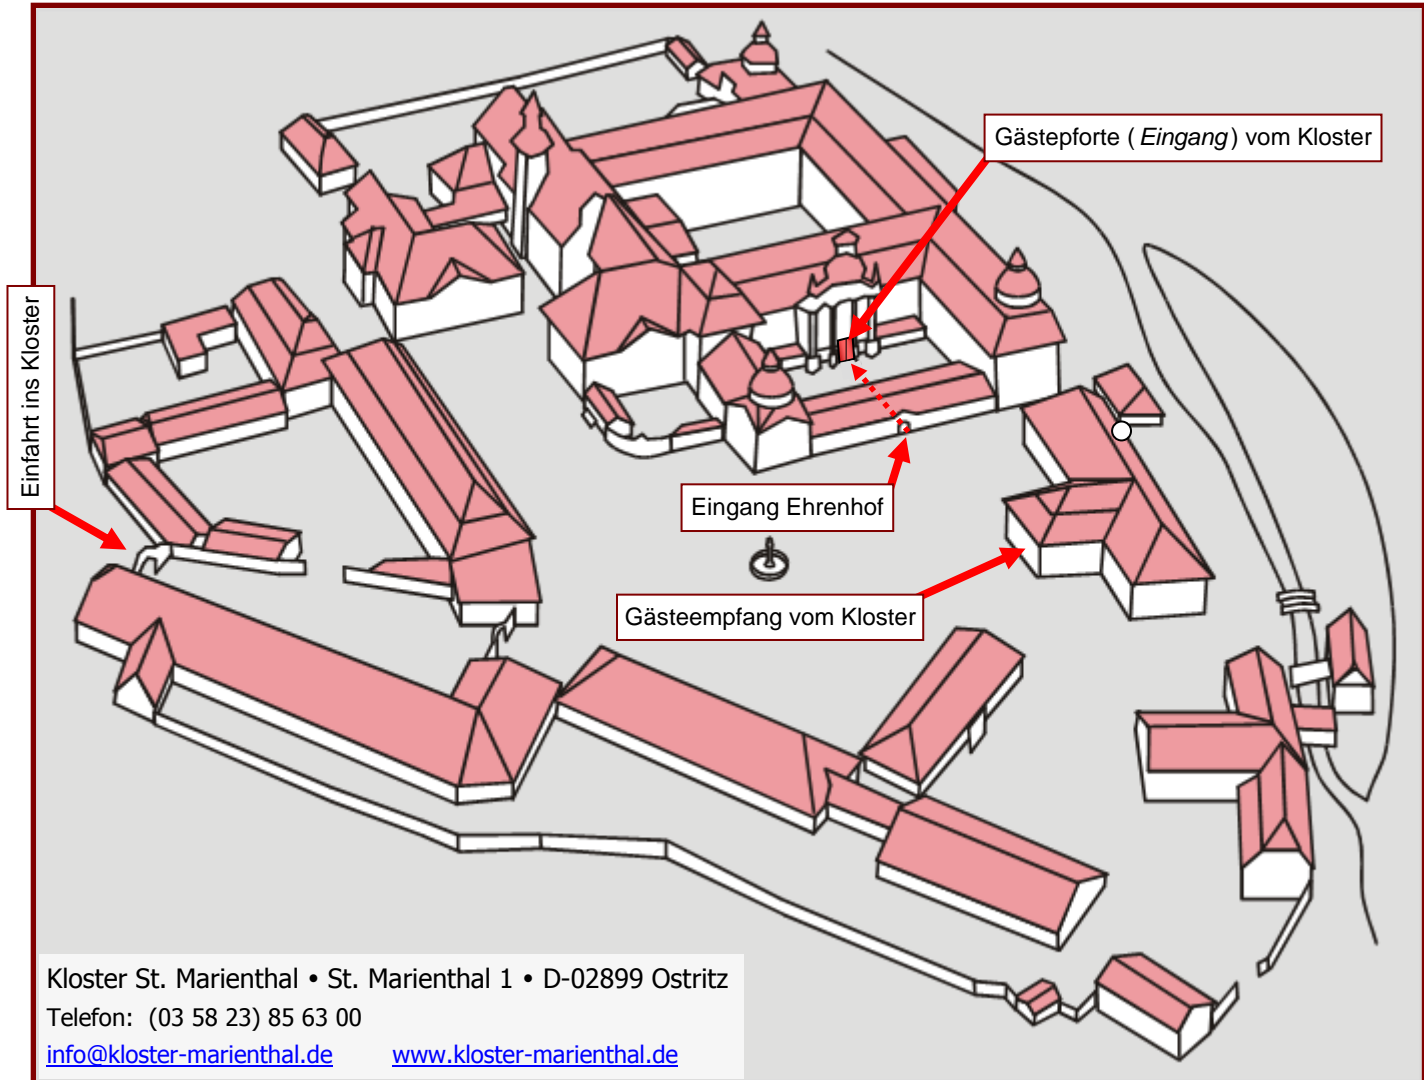 Gästepforte ( Eingang ) vom Kloster
Einfahrt ins Kloster
Eingang Ehrenhof
Gästeempfang vom Kloster
Kloster St. Marienthal • St. Marienthal 1 • D-02899 Ostritz
Telefon: (03 58 23) 85 63 00
info@kloster-marienthal.de www.kloster-marienthal.de